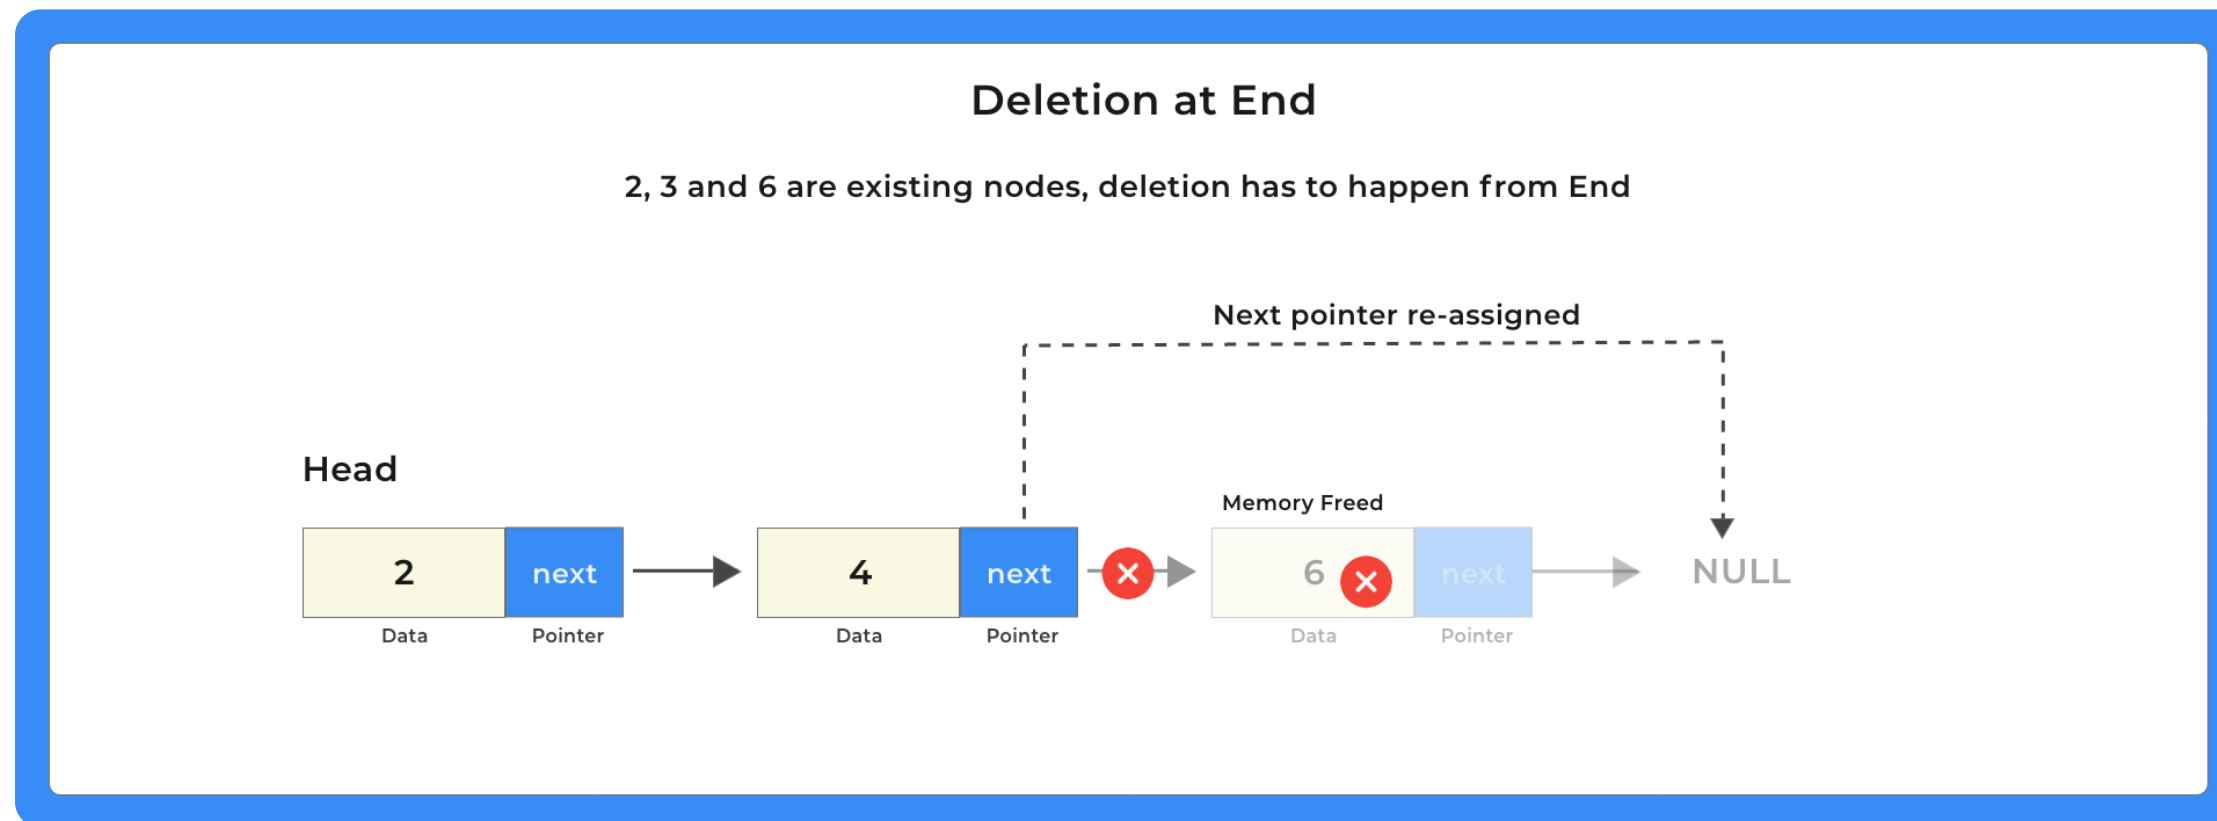 Deletion at End
2, 3 and 6 are existing nodes, deletion has to happen from End
Next pointer re-assigned
Head
Memory Freed
2 next 4 next 6 next NULL
Data Pointer Data Pointer Data Pointer